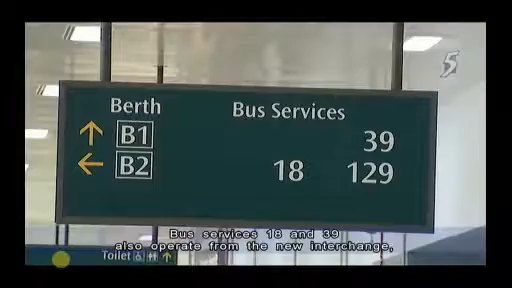 5
Berth Bus Services
B1 39
B2 18 129
Bus services 18 and 39
also operate from the new interchange,
Toilet